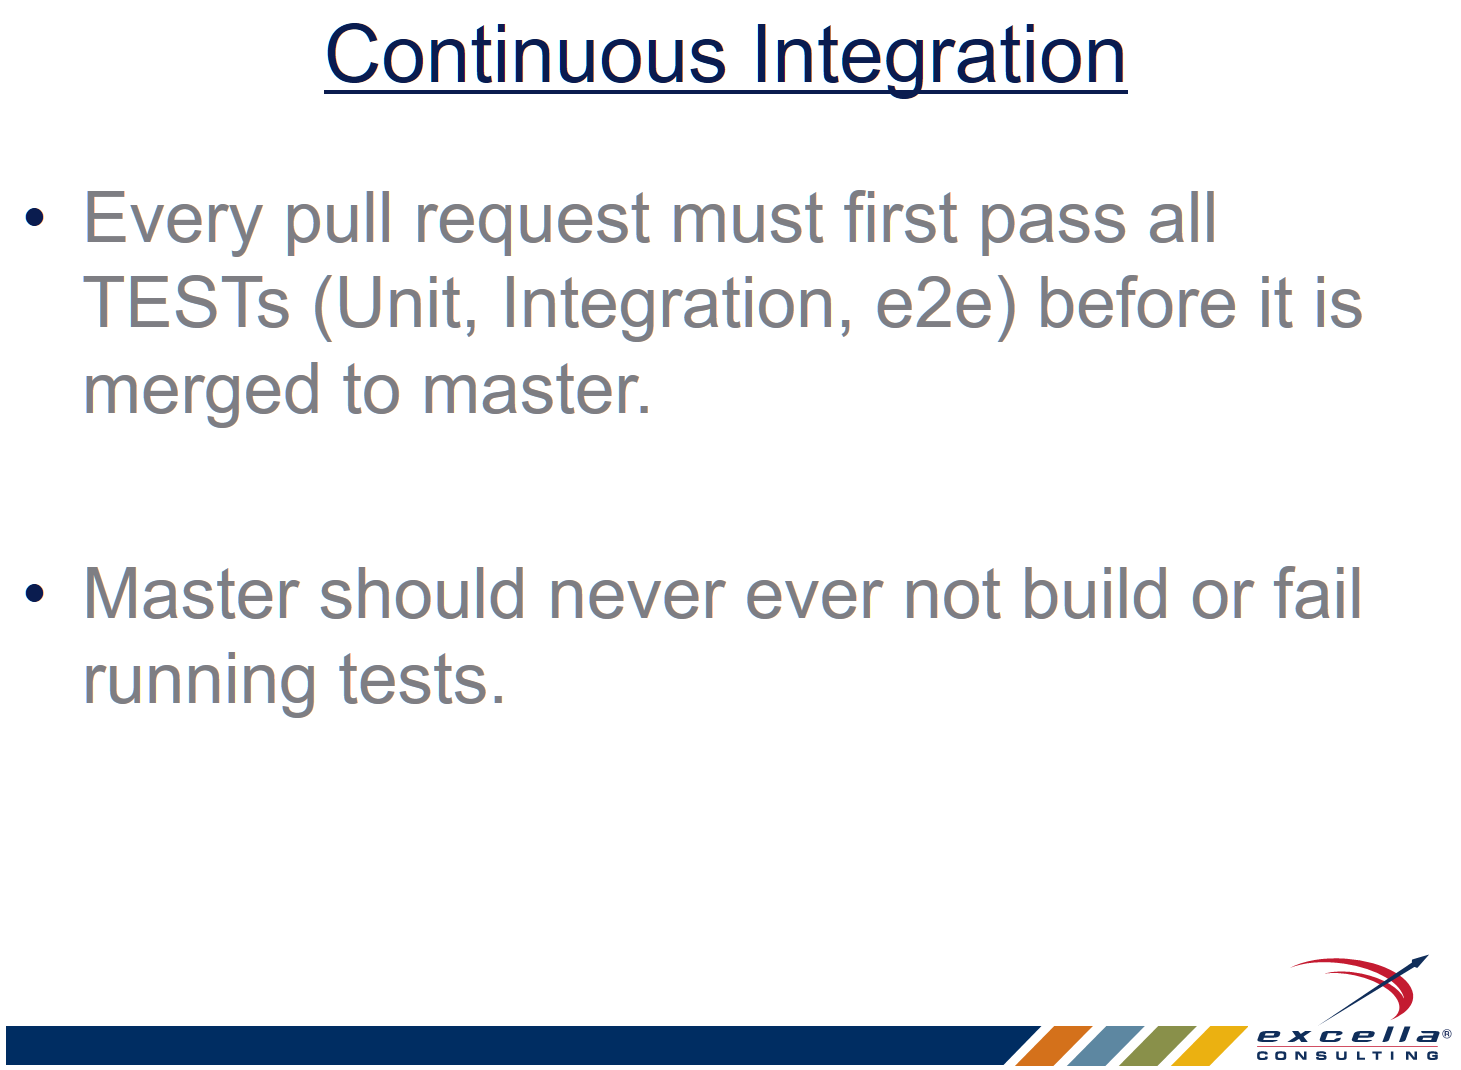 Continuous Integration
• Every pull request must first pass all
TESTs (Unit, Integration, e2e) before it is
merged to master.
• Master should never ever not build or fail
running tests.
excella®
CONSULTING